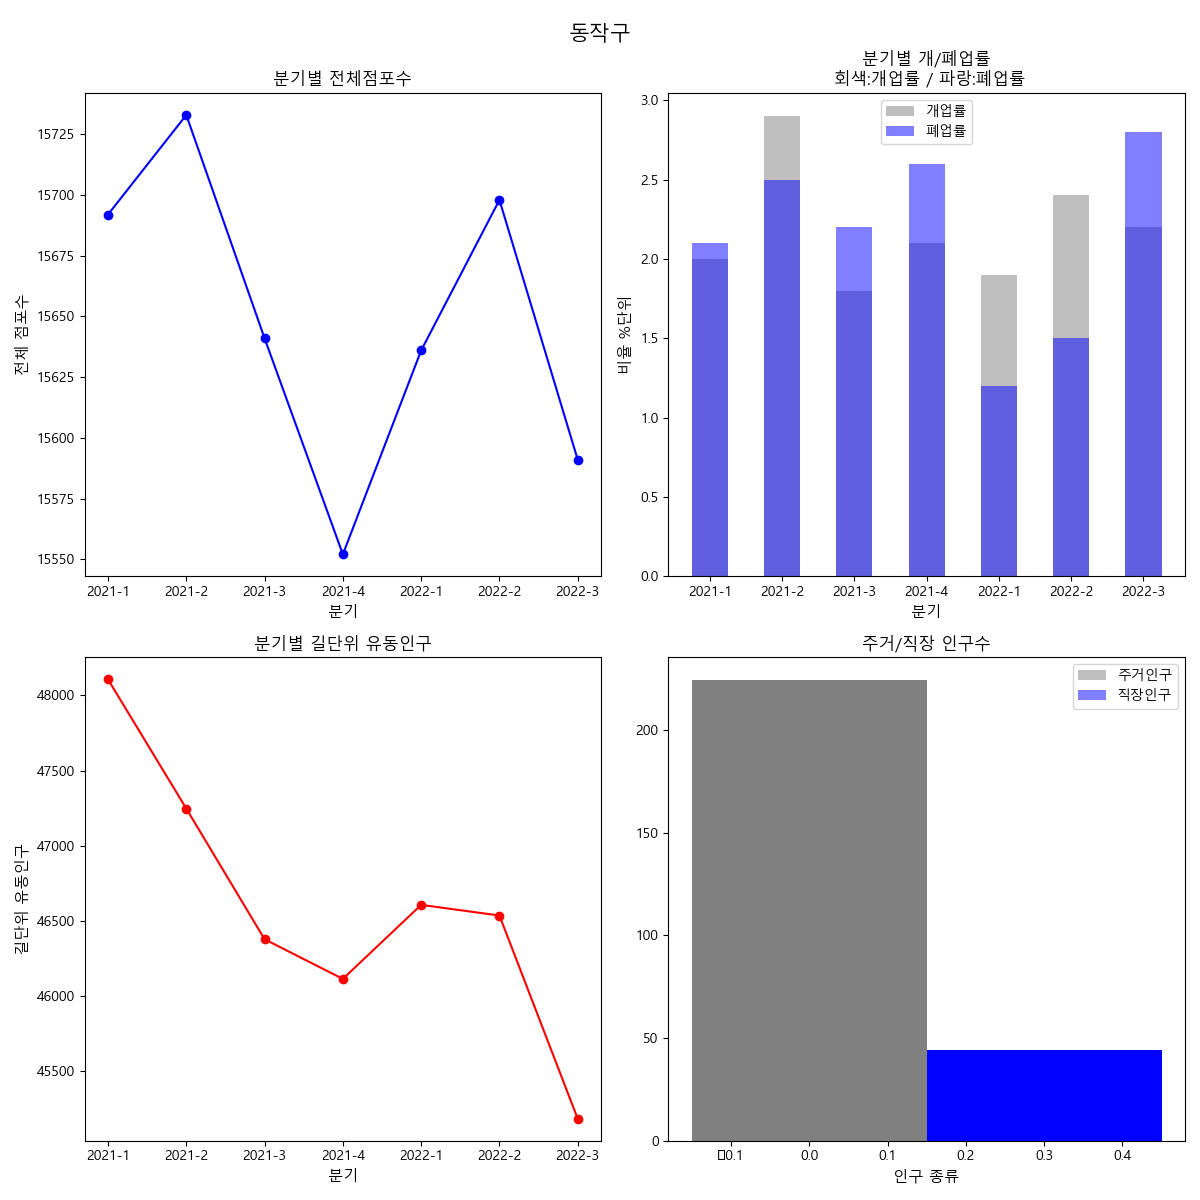 동작구
분기별 전체점포수
전체 점포수
15725
15700
15675
15650
15625
15600
15575
15550
2021-1 2021-2 2021-3 2021-4 2022-1 2022-2 2022-3
분기
분기별 개/폐업률
회색:개업률 / 파랑:폐업률
개업률
폐업률
비율 %단위
3.0
2.5
2.0
1.5
1.0
0.5
0.0
2021-1 2021-2 2021-3 2021-4 2022-1 2022-2 2022-3
분기
분기별 길단위 유동인구
길단위 유동인구
48000
47500
47000
46500
46000
45500
2021-1 2021-2 2021-3 2021-4 2022-1 2022-2 2022-3
분기
주거/직장 인구수
주거인구
직장인구
200
150
100
50
0
▯0.1 0.0 0.1 0.2 0.3 0.4
인구 종류